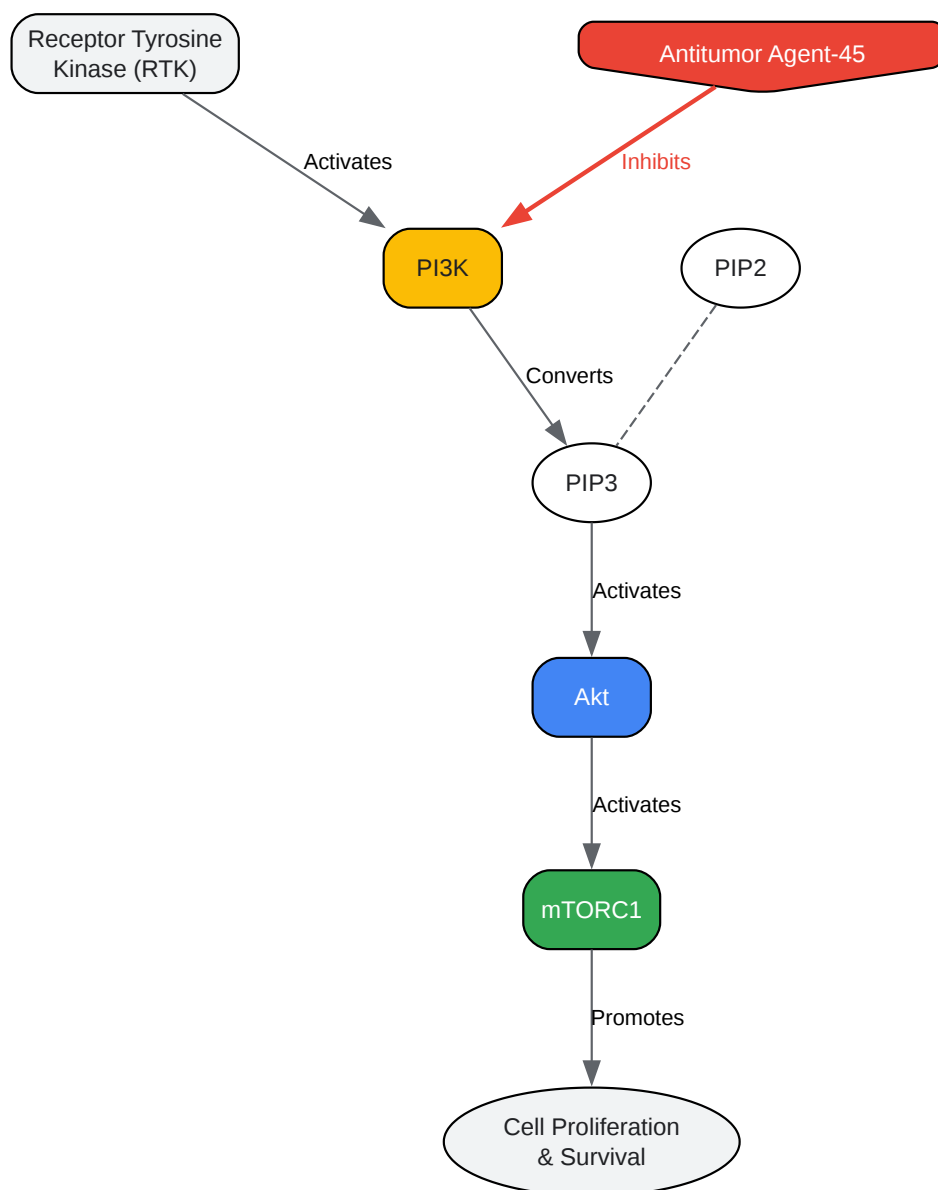 Receptor Tyrosine
Kinase (RTK)
Antitumor Agent-45
Activates
Inhibits
PI3K
PIP2
Converts
PIP3
Activates
Akt
Activates
mTORC1
Promotes
Cell Proliferation
& Survival